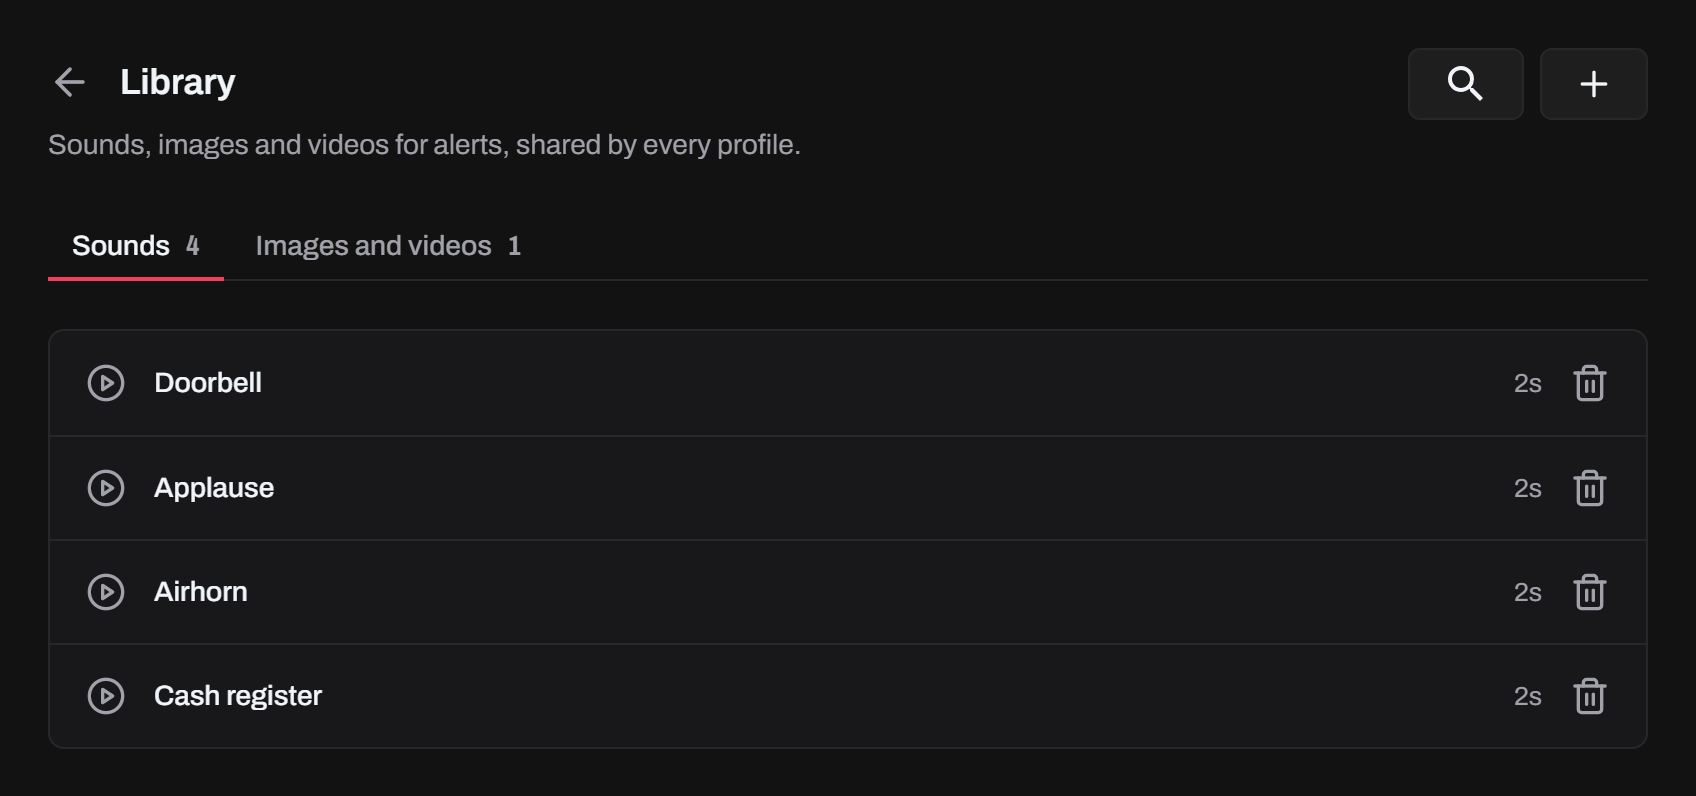 Library
Sounds, images and videos for alerts, shared by every profile.
Sounds 4 Images and videos 1
Doorbell 2s
Applause 2s
Airhorn 2s
Cash register 2s